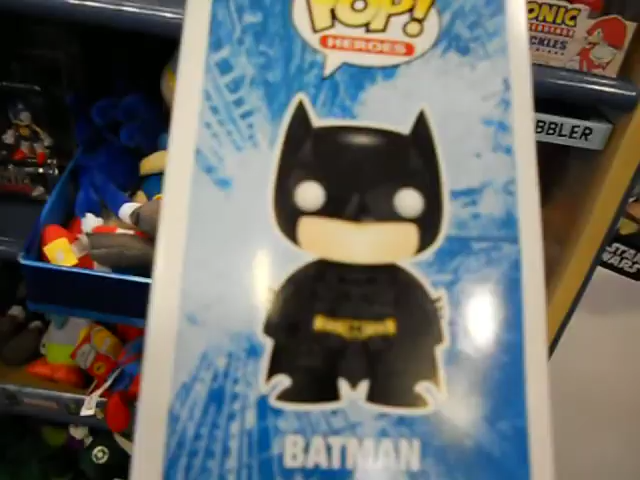 POP!
HEROES
SONIC
BBLER
STAR
WARS
BATMAN